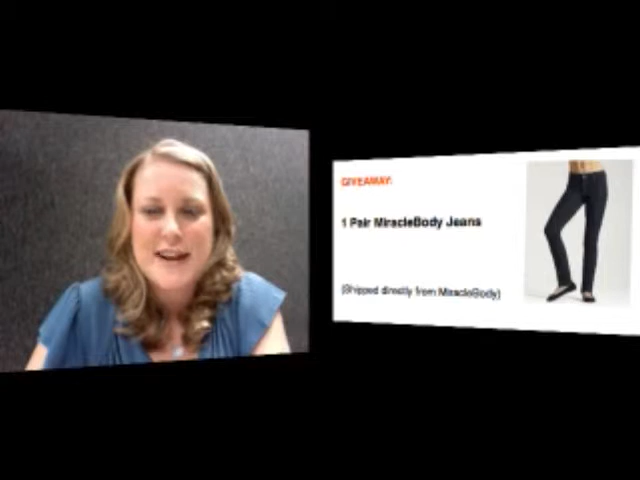 GIVEAWAY:
1 Pair MiracleBody Jeans
(Shipped directly from MiracleBody)